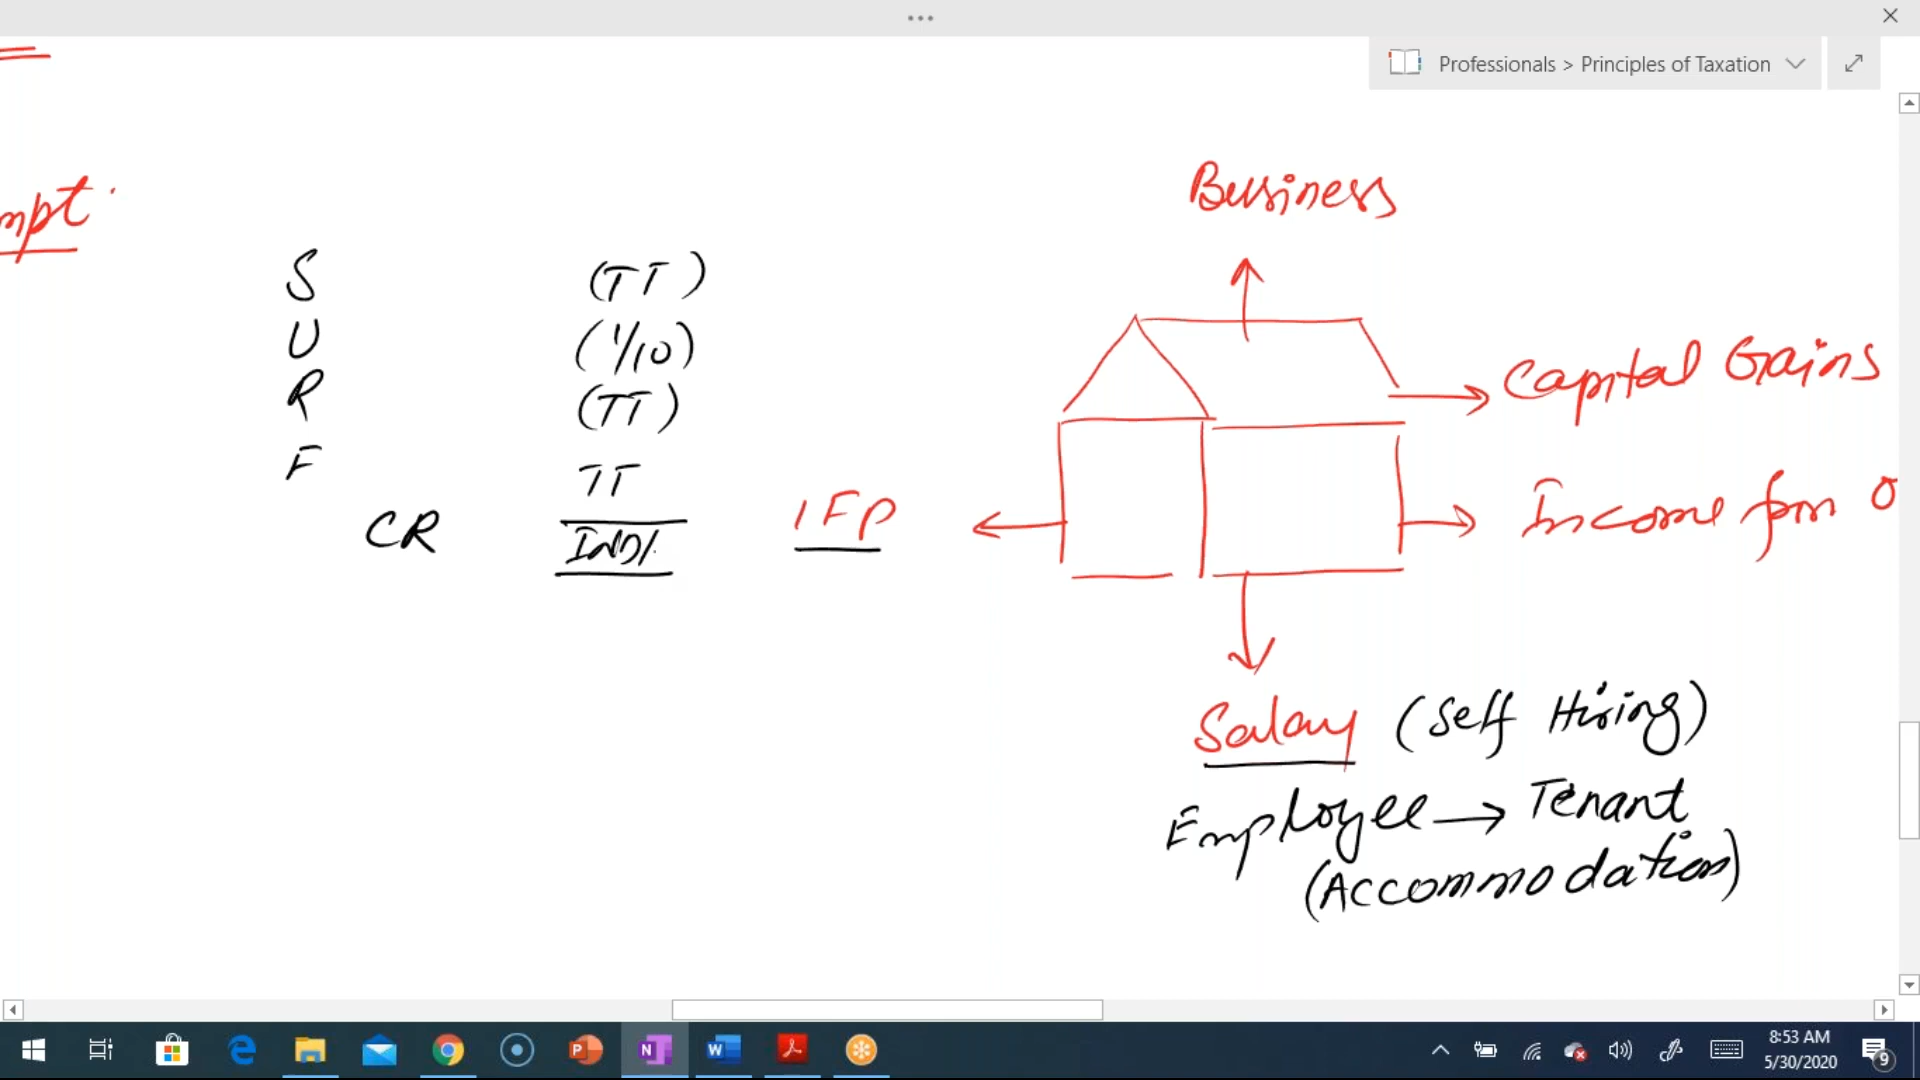 Professionals > Principles of Taxation
mpt.
Business
S (TT)
U (1/10)
R (TT)
F TT
CR
IFP
Capital Gains
Income from O
Salary (Self Hiring)
Employee → Tenant
(Accommodation)
8:53 AM
5/30/2020
9